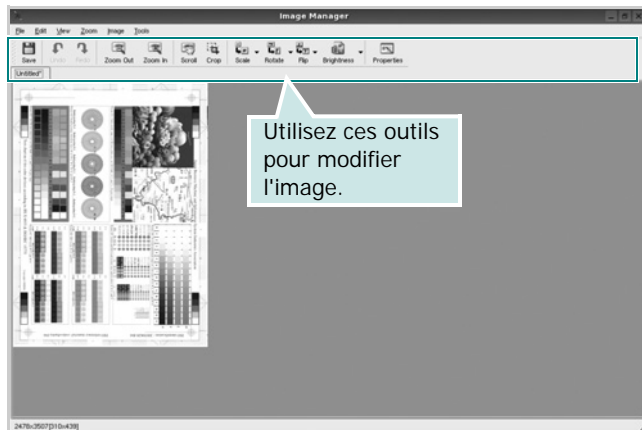 Image Manager
File Edit View Zoom Image Tools
Save Undo Redo Zoom Out Zoom In Scroll Crop Scale Rotate Flip Brightness Properties
Untitled*
Utilisez ces outils
pour modifier
l'image.
2478x3507[310x439]